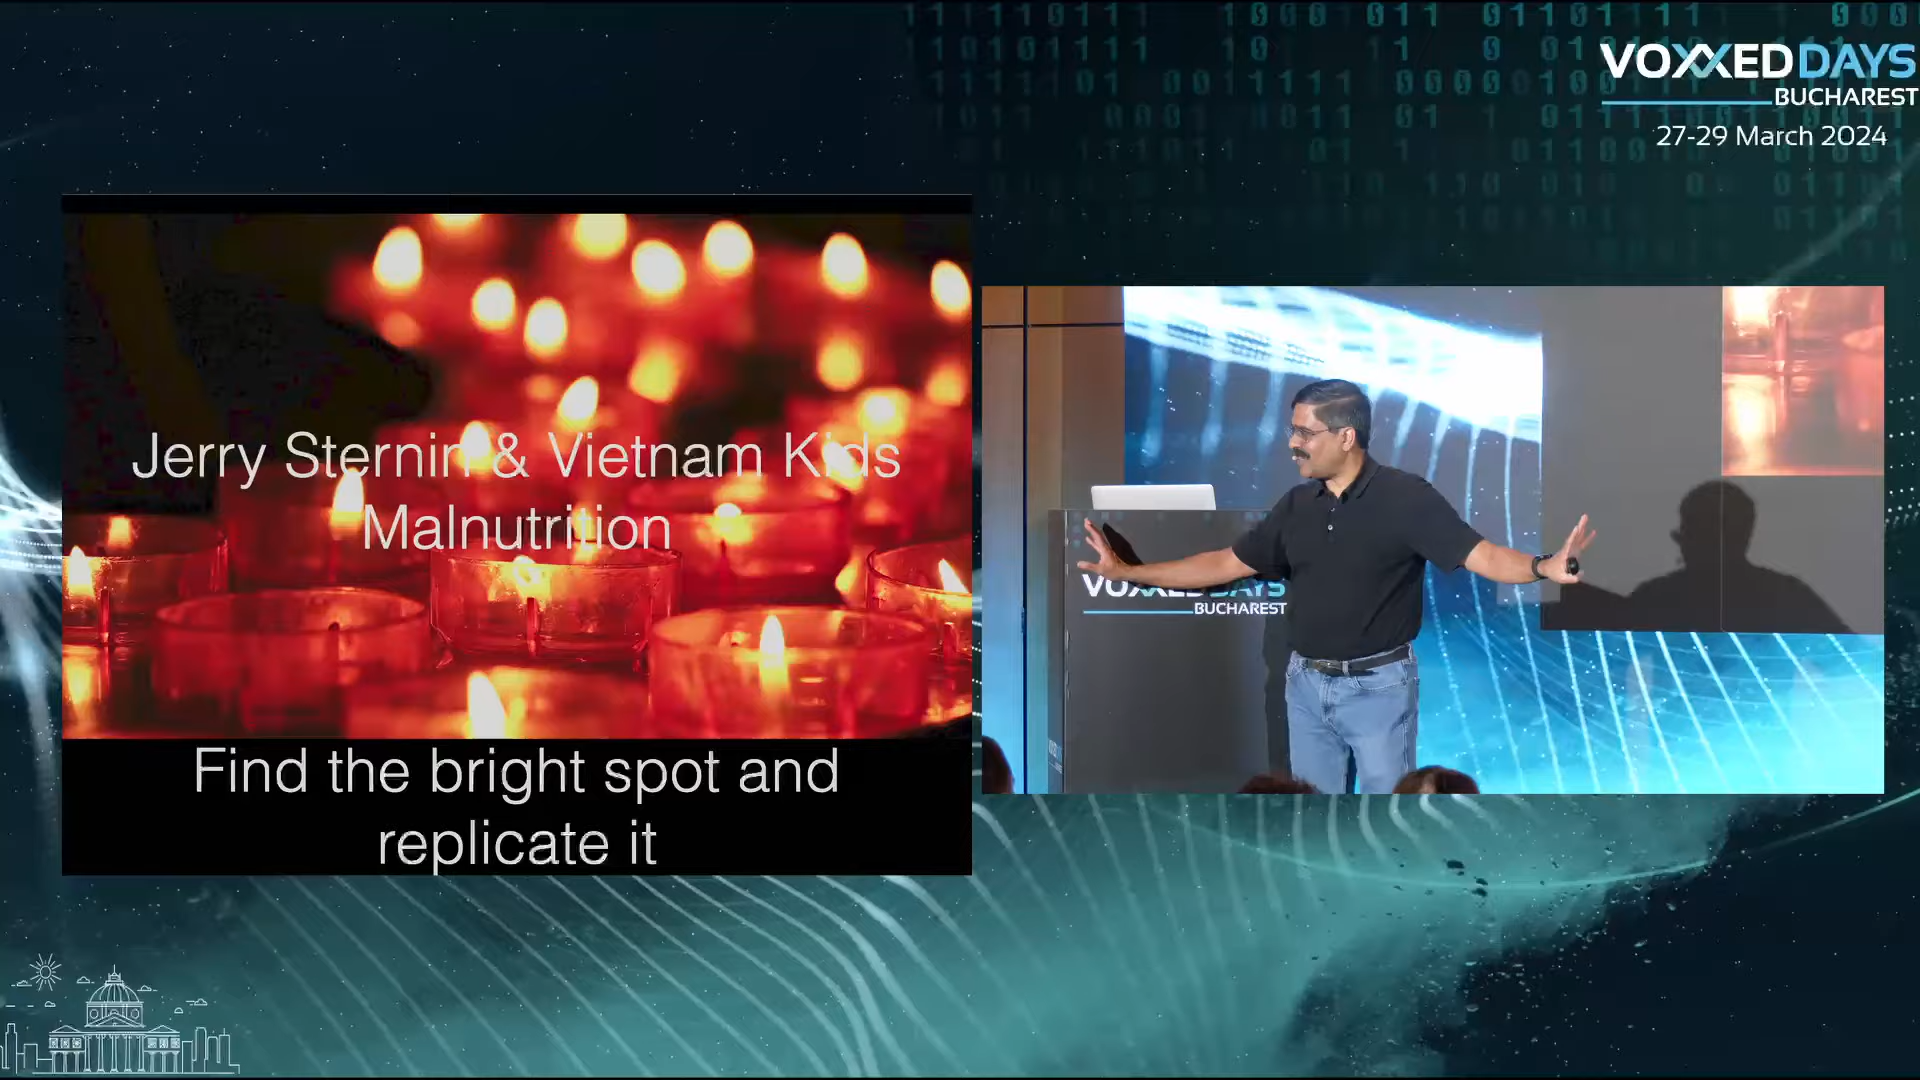 VOXXEDDAYS
BUCHAREST
27-29 March 2024
Jerry Sternin & Vietnam Kids
Malnutrition
Find the bright spot and
replicate it
VOXXEDDAYS
BUCHAREST